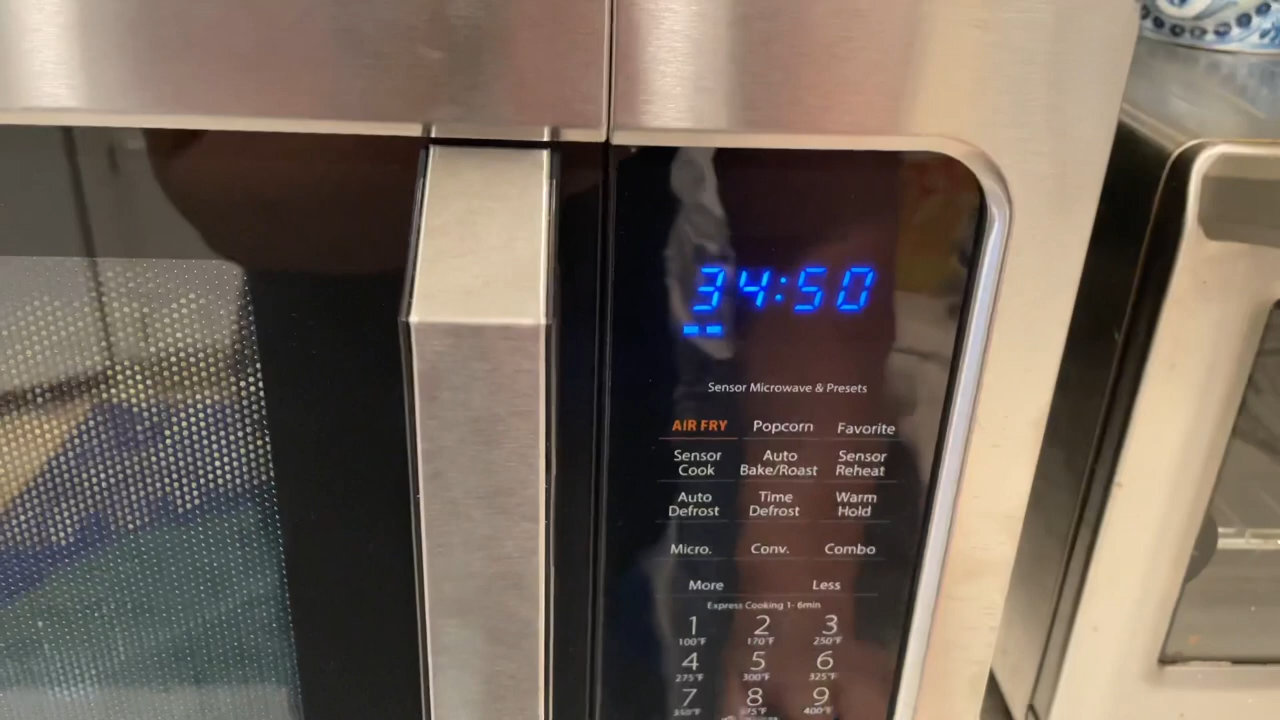 34:50
Sensor Microwave & Presets
AIR FRY Popcorn Favorite
Sensor Cook Auto Bake/Roast Sensor Reheat
Auto Defrost Time Defrost Warm Hold
Micro. Conv. Combo
More Less
Express Cooking 1-6min
1 2 3
100°F 170°F 250°F
4 5 6
275°F 300°F 325°F
7 8 9
350°F 375°F 400°F